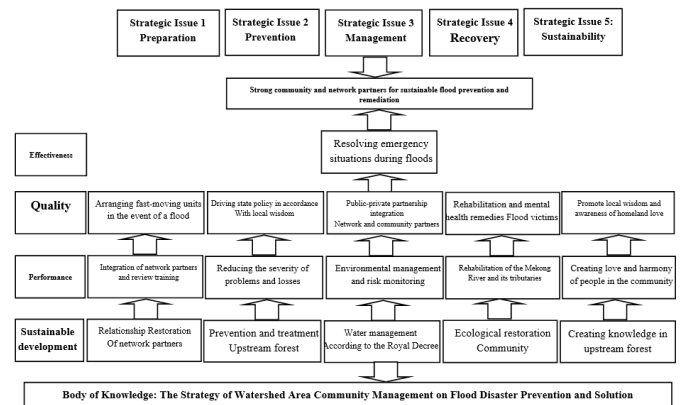 Strategic Issue 1
Preparation
Strategic Issue 2
Prevention
Strategic Issue 3
Management
Strategic Issue 4
Recovery
Strategic Issue 5:
Sustainability
Strong community and network partners for sustainable flood prevention and
remediation
Effectiveness
Resolving emergency
situations during floods
Quality
Arranging fast-moving units
in the event of a flood
Driving state policy in accordance
With local wisdom
Public-private partnership
integration
Network and community partners
Rehabilitation and mental
health remedies Flood victims
Promote local wisdom and
awareness of homeland love
Performance
Integration of network partners
and review training
Reducing the severity of
problems and losses
Environmental management
and risk monitoring
Rehabilitation of the Mekong
River and its tributaries
Creating love and harmony
of people in the community
Sustainable
development
Relationship Restoration
Of network partners
Prevention and treatment
Upstream forest
Water management
According to the Royal Decree
Ecological restoration
Community
Creating knowledge in
upstream forest
Body of Knowledge: The Strategy of Watershed Area Community Management on Flood Disaster Prevention and Solution